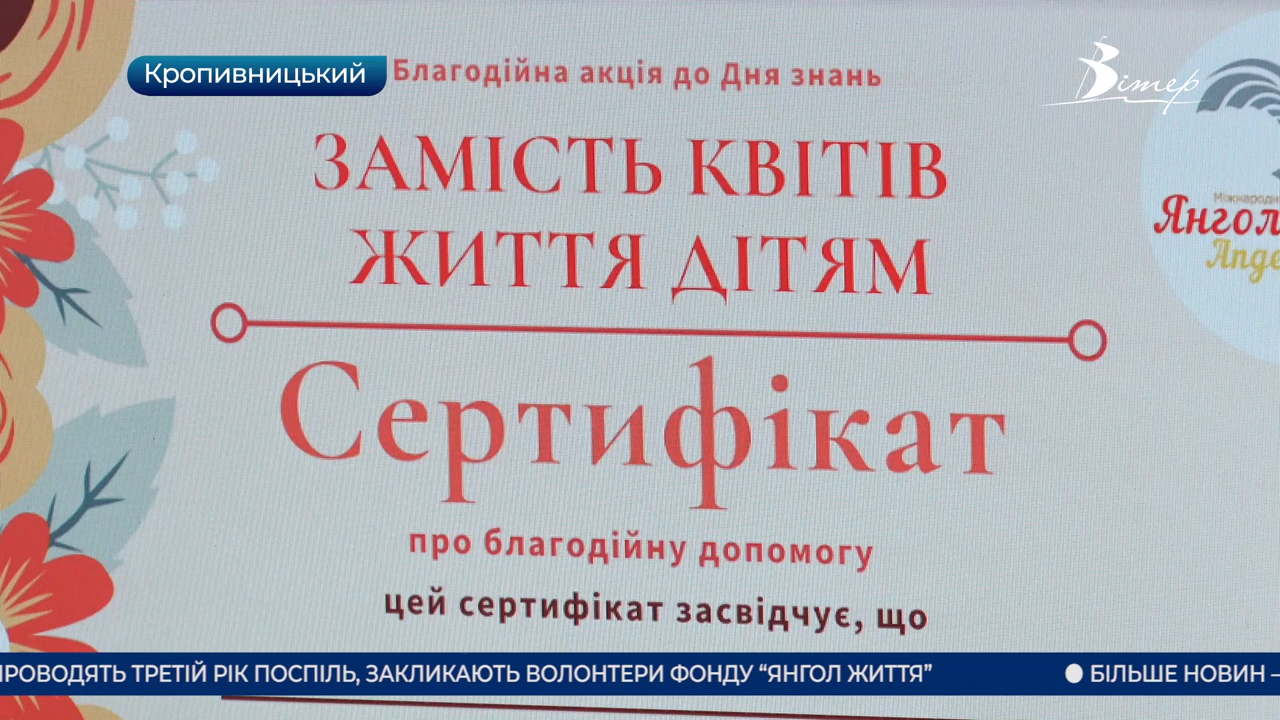 Кропивницький
Вітер
Благодійна акція до Дня знань
ЗАМІСТЬ КВІТІВ
ЖИТТЯ ДІТЯМ
Сертифікат
про благодійну допомогу
цей сертифікат засвідчує, що
ПРОВОДЯТЬ ТРЕТІЙ РІК ПОСПІЛЬ, ЗАКЛИКАЮТЬ ВОЛОНТЕРИ ФОНДУ “ЯНГОЛ ЖИТТЯ”
БІЛЬШЕ НОВИН –